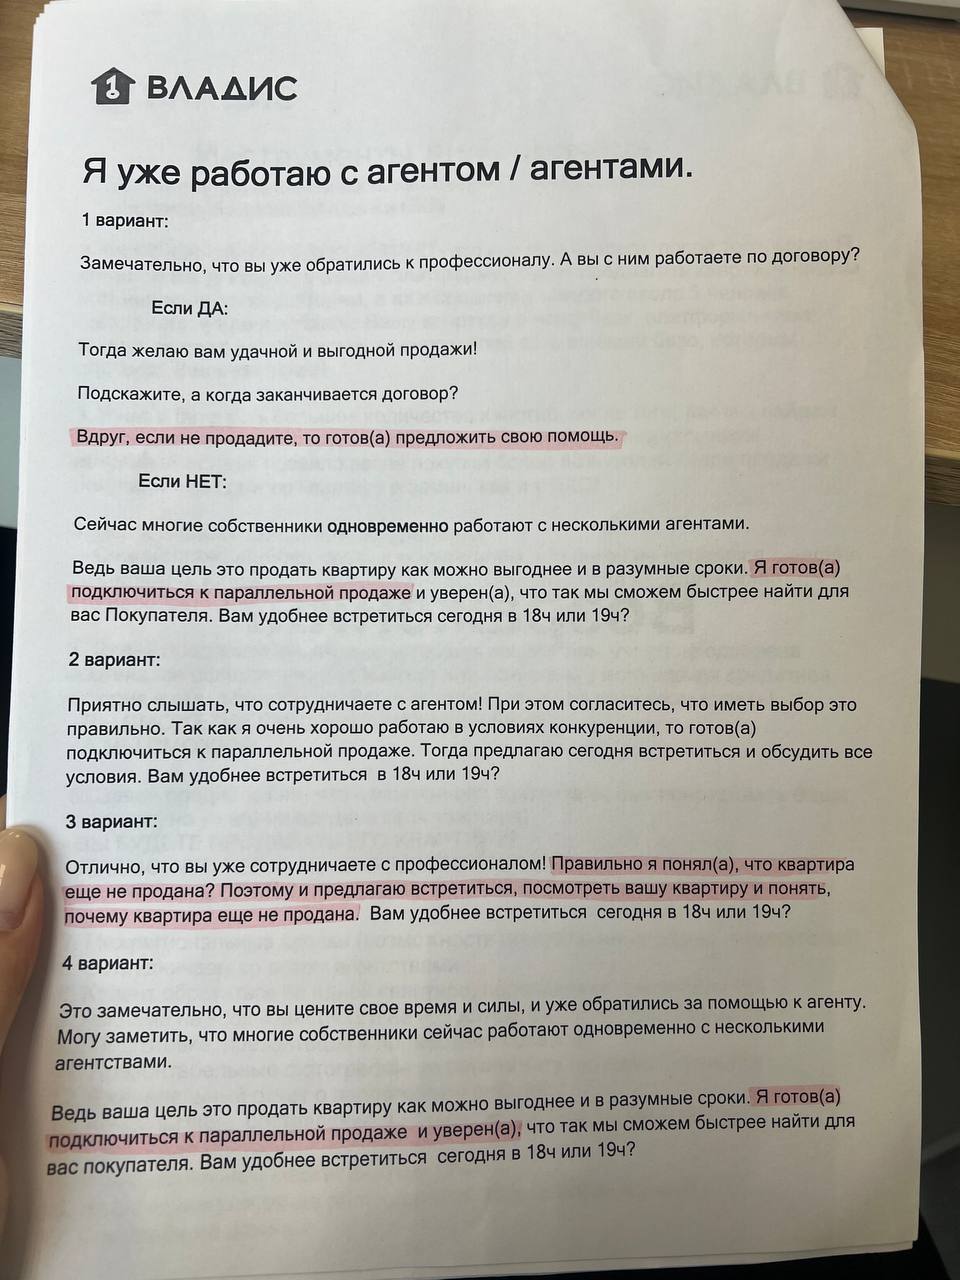 ВЛАДИС
Я уже работаю с агентом / агентами.
1 вариант:
Замечательно, что вы уже обратились к профессионалу. А вы с ним работаете по договору?
Если ДА:
Тогда желаю вам удачной и выгодной продажи!
Подскажите, а когда заканчивается договор?
Вдруг, если не продадите, то готов(а) предложить свою помощь.
Если НЕТ:
Сейчас многие собственники одновременно работают с несколькими агентами.
Ведь ваша цель это продать квартиру как можно выгоднее и в разумные сроки. Я готов(а)
подключиться к параллельной продаже и уверен(а), что так мы сможем быстрее найти для
вас Покупателя. Вам удобнее встретиться сегодня в 18ч или 19ч?
2 вариант:
Приятно слышать, что сотрудничаете с агентом! При этом согласитесь, что иметь выбор это
правильно. Так как я очень хорошо работаю в условиях конкуренции, то готов(а)
подключиться к параллельной продаже. Тогда предлагаю сегодня встретиться и обсудить все
условия. Вам удобнее встретиться в 18ч или 19ч?
3 вариант:
Отлично, что вы уже сотрудничаете с профессионалом! Правильно я понял(а), что квартира
еще не продана? Поэтому и предлагаю встретиться, посмотреть вашу квартиру и понять,
почему квартира еще не продана. Вам удобнее встретиться сегодня в 18ч или 19ч?
4 вариант:
Это замечательно, что вы цените свое время и силы, и уже обратились за помощью к агенту.
Могу заметить, что многие собственники сейчас работают одновременно с несколькими
агентствами.
Ведь ваша цель это продать квартиру как можно выгоднее и в разумные сроки. Я готов(а)
подключиться к параллельной продаже и уверен(а), что так мы сможем быстрее найти для
вас покупателя. Вам удобнее встретиться сегодня в 18ч или 19ч?